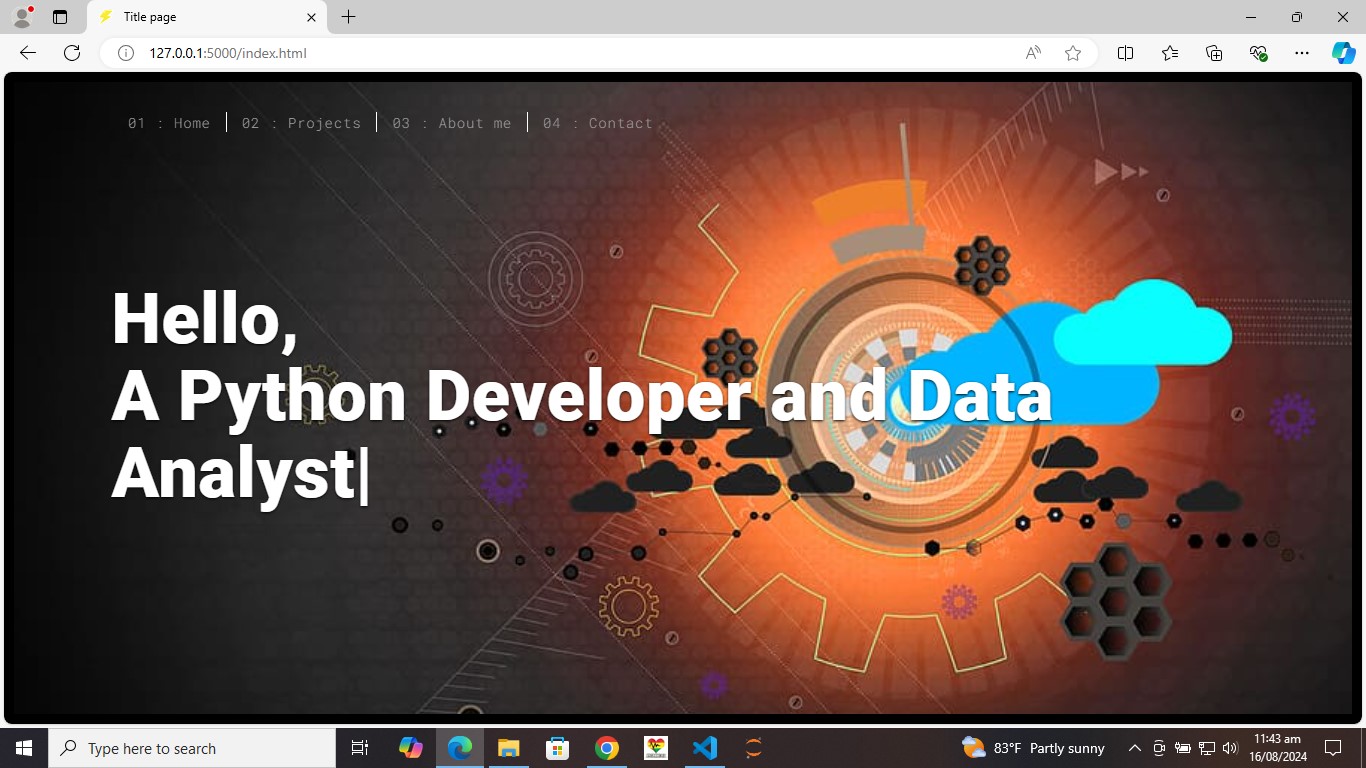 Title page
127.0.0.1:5000/index.html
01 : Home
02 : Projects
03 : About me
04 : Contact
Hello,
A Python Developer and Data
Analyst|
Type here to search
83°F Partly sunny
11:43 am
16/08/2024